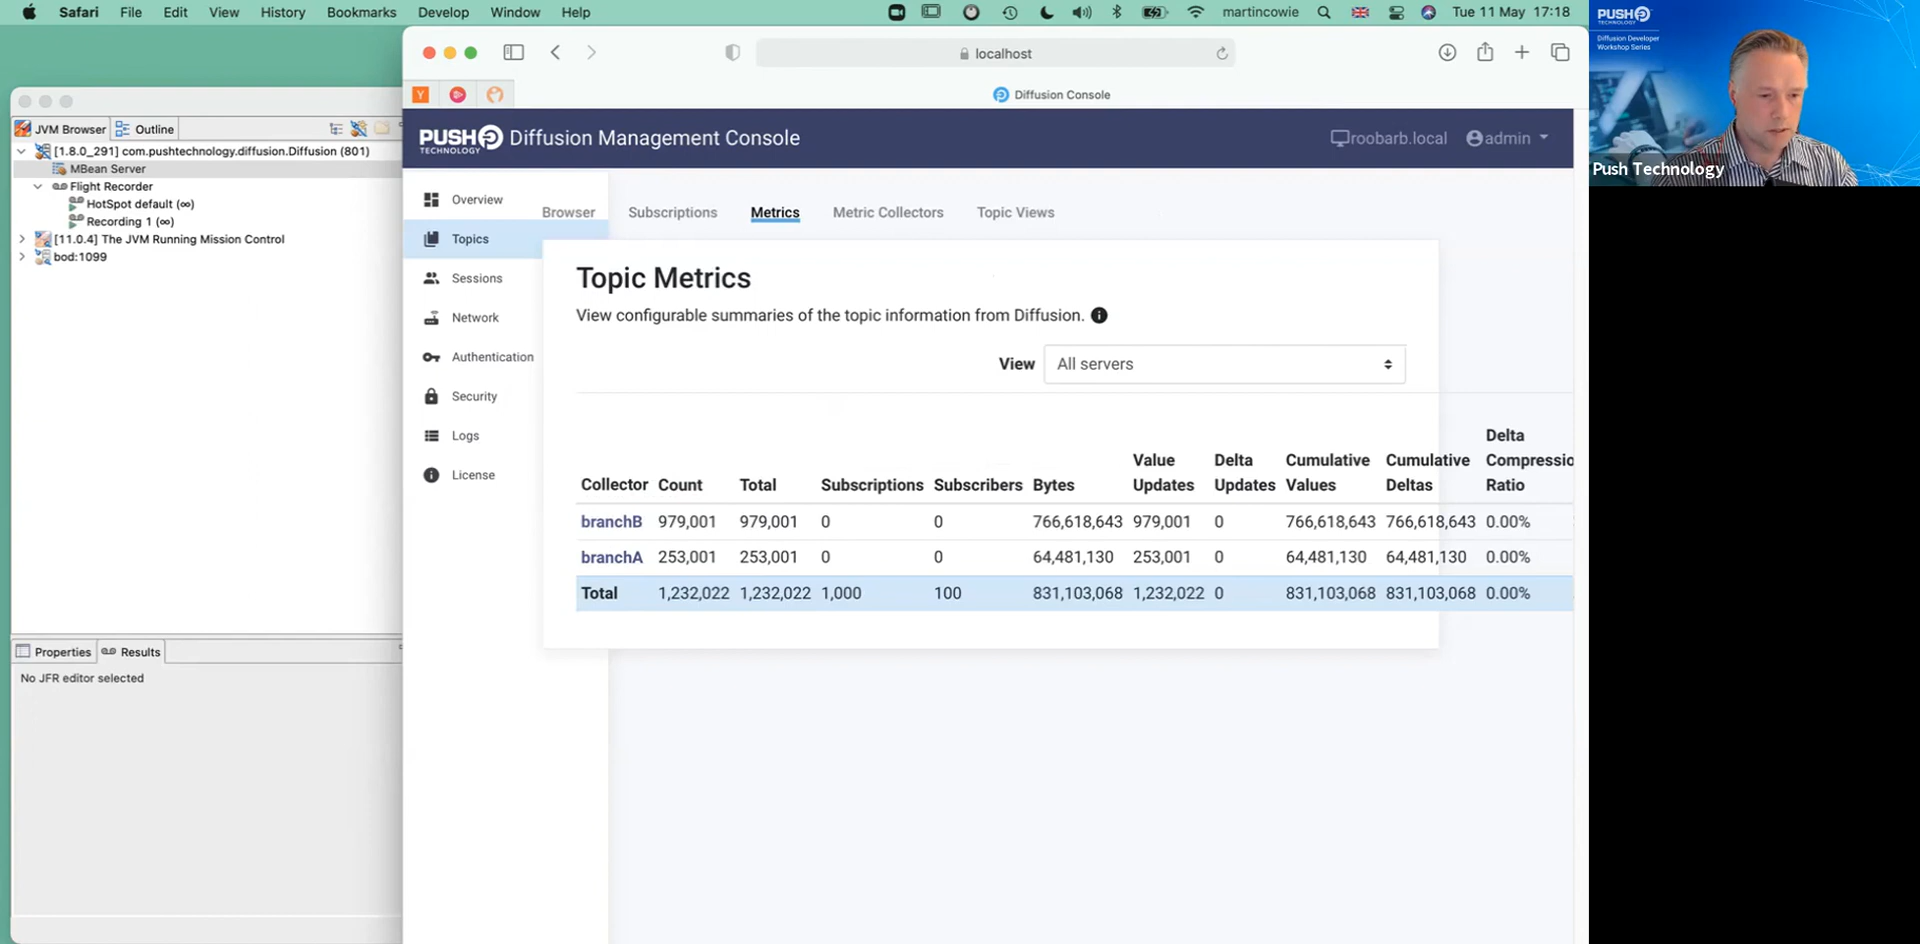 Safari File Edit View History Bookmarks Develop Window Help martincowie Tue 11 May 17:18
localhost
Y
Diffusion Console
JVM Browser Outline
[1.8.0_291] com.pushtechnology.diffusion.Diffusion (801)
MBean Server
Flight Recorder
HotSpot default (∞)
Recording 1 (∞)
[11.0.4] The JVM Running Mission Control
bod:1099
Properties Results
No JFR editor selected
PUSH TECHNOLOGY Diffusion Management Console roobarb.local admin
Overview
Topics
Sessions
Network
Authentication
Security
Logs
License
Browser Subscriptions Metrics Metric Collectors Topic Views
Topic Metrics
View configurable summaries of the topic information from Diffusion.
View All servers
Collector Count Total Subscriptions Subscribers Bytes Value Updates Delta Updates Cumulative Values Cumulative Deltas Delta Compressio Ratio
branchB 979,001 979,001 0 0 766,618,643 979,001 0 766,618,643 766,618,643 0.00%
branchA 253,001 253,001 0 0 64,481,130 253,001 0 64,481,130 64,481,130 0.00%
Total 1,232,022 1,232,022 1,000 100 831,103,068 1,232,022 0 831,103,068 831,103,068 0.00%
PUSH TECHNOLOGY
Diffusion Developer
Workshop Series
Push Technology